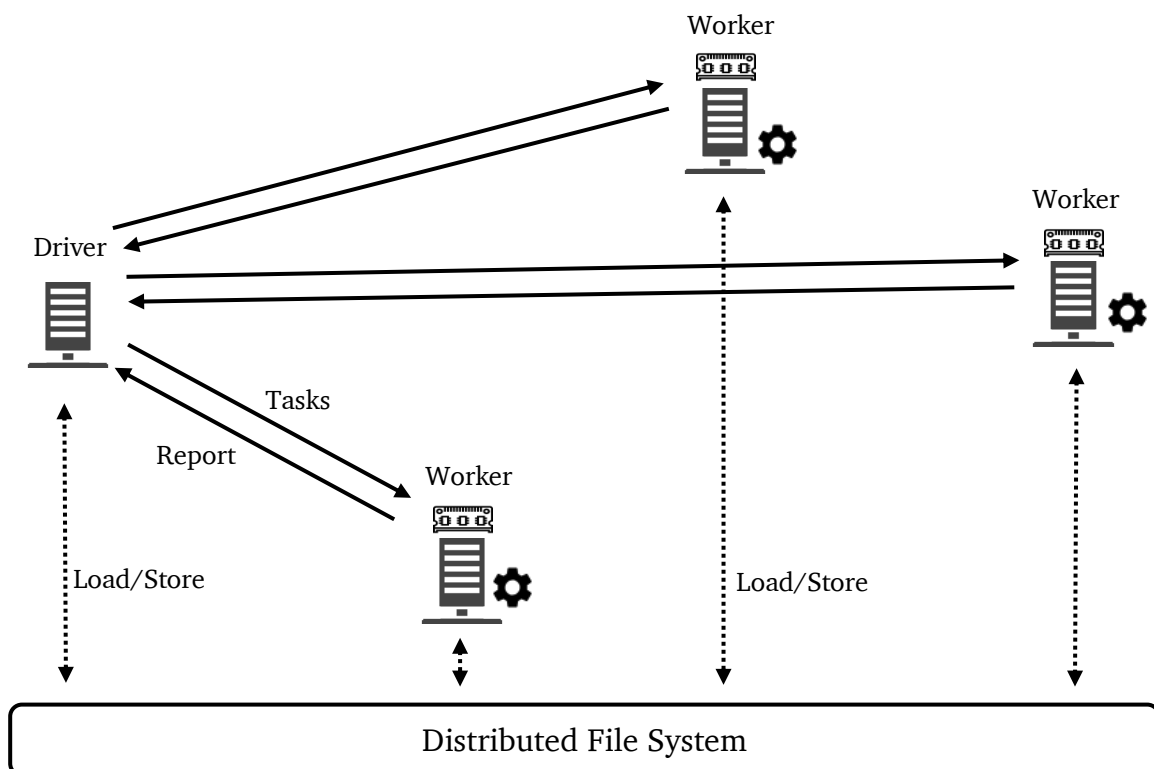 Worker
Worker
Driver
Tasks
Report
Worker
Load/Store
Load/Store
Distributed File System